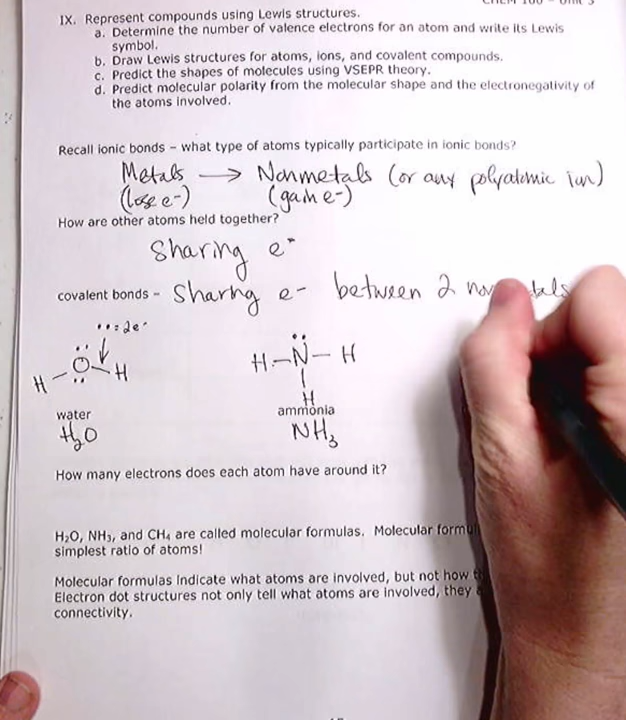 IX. Represent compounds using Lewis structures.
a. Determine the number of valence electrons for an atom and write its Lewis
symbol.
b. Draw Lewis structures for atoms, ions, and covalent compounds.
c. Predict the shapes of molecules using VSEPR theory.
d. Predict molecular polarity from the molecular shape and the electronegativity of
the atoms involved.
Recall ionic bonds – what type of atoms typically participate in ionic bonds?
Metals → Nonmetals (or any polyatomic ion)
(lose e-) (gain e-)
How are other atoms held together?
Sharing e-
covalent bonds - Sharing e- between 2
•• = 2e-
H – O – H
H – N – H
H
water
H₂O
ammonia
NH₃
How many electrons does each atom have around it?
H₂O, NH₃, and CH₄ are called molecular formulas. Molecular
simplest ratio of atoms!
Molecular formulas indicate what atoms are involved, but not how
Electron dot structures not only tell what atoms are involved, they
connectivity.